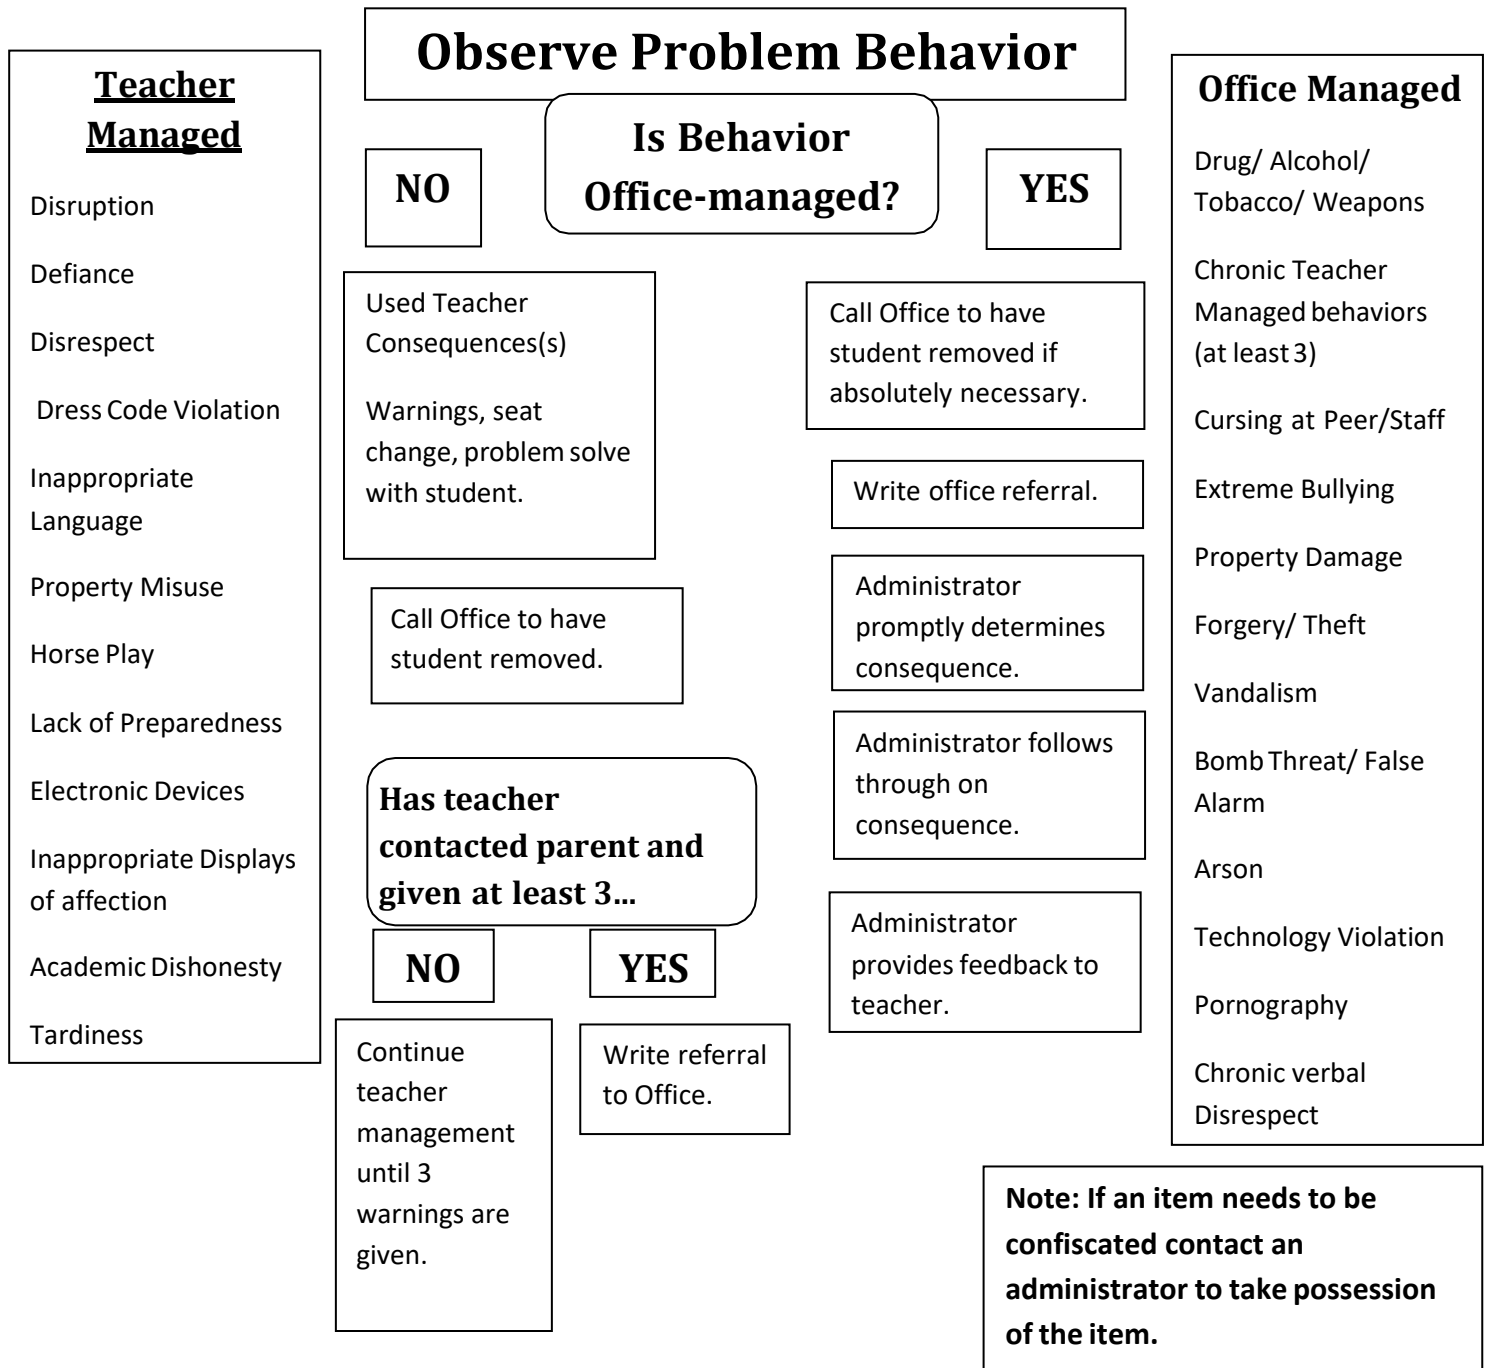 Observe Problem Behavior
Is Behavior
Office-managed?
NO
YES
Teacher
Managed
Disruption
Defiance
Disrespect
Dress Code Violation
Inappropriate
Language
Property Misuse
Horse Play
Lack of Preparedness
Electronic Devices
Inappropriate Displays
of affection
Academic Dishonesty
Tardiness
Used Teacher
Consequences(s)
Warnings, seat
change, problem solve
with student.
Call Office to have
student removed.
Has teacher
contacted parent and
given at least 3...
NO
YES
Continue
teacher
management
until 3
warnings are
given.
Write referral
to Office.
Call Office to have
student removed if
absolutely necessary.
Write office referral.
Administrator
promptly determines
consequence.
Administrator follows
through on
consequence.
Administrator
provides feedback to
teacher.
Office Managed
Drug/ Alcohol/
Tobacco/ Weapons
Chronic Teacher
Managed behaviors
(at least 3)
Cursing at Peer/Staff
Extreme Bullying
Property Damage
Forgery/ Theft
Vandalism
Bomb Threat/ False
Alarm
Arson
Technology Violation
Pornography
Chronic verbal
Disrespect
Note: If an item needs to be
confiscated contact an
administrator to take possession
of the item.